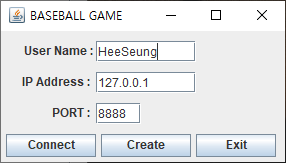 BASEBALL GAME
User Name : HeeSeung
IP Address : 127.0.0.1
PORT : 8888
Connect Create Exit